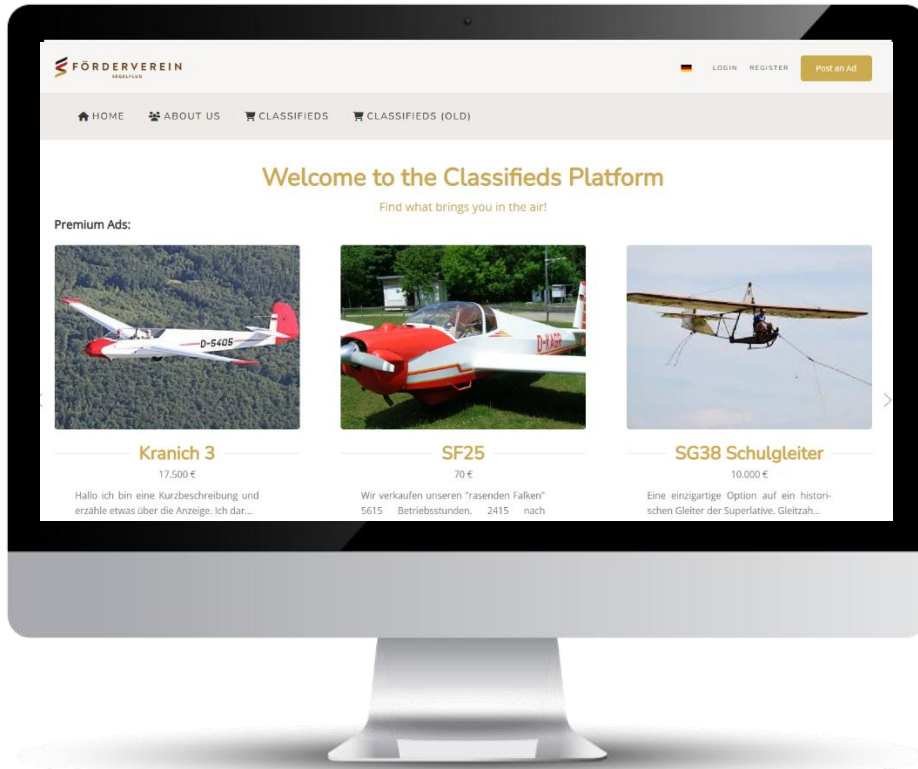 FÖRDERVEREIN
SEGELFLUG
LOGIN REGISTER Post an Ad
HOME ABOUT US CLASSIFIEDS CLASSIFIEDS (OLD)
Welcome to the Classifieds Platform
Find what brings you in the air!
Premium Ads:
D-5405
D-KAGR
Kranich 3
17.500 €
Hallo ich bin eine Kurzbeschreibung und
erzähle etwas über die Anzeige. Ich dar...
SF25
70 €
Wir verkaufen unseren "rasenden Falken"
5615 Betriebsstunden, 2415 nach
SG38 Schulgleiter
10.000 €
Eine einzigartige Option auf ein histori-
schen Gleiter der Superlative. Gleitzah...